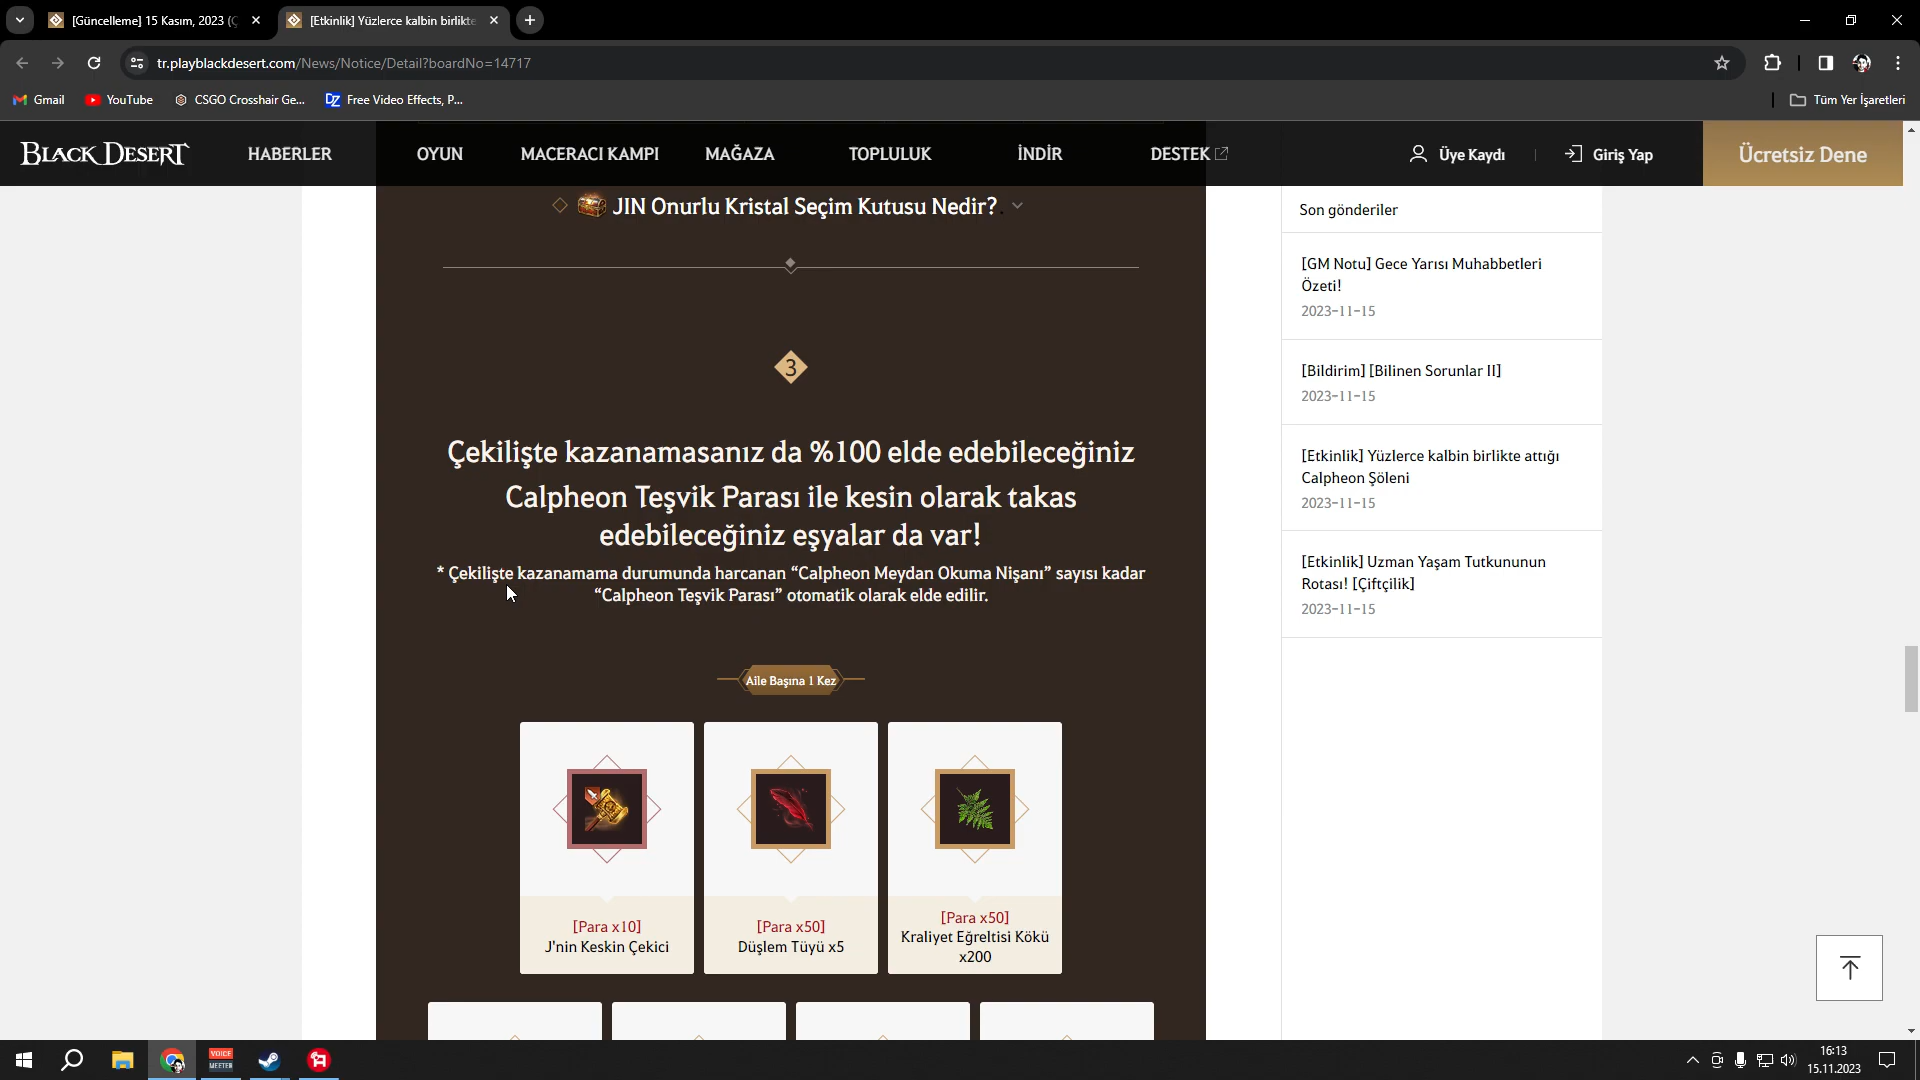 [Güncelleme] 15 Kasım, 2023 (Ç
[Etkinlik] Yüzlerce kalbin birlikte
tr.playblackdesert.com/News/Notice/Detail?boardNo=14717
Gmail
YouTube
CSGO Crosshair Ge...
Free Video Effects, P...
Tüm Yer İşaretleri
BLACK DESERT
HABERLER
OYUN
MACERACI KAMPI
MAĞAZA
TOPLULUK
İNDİR
DESTEK
Üye Kaydı
Giriş Yap
Ücretsiz Dene
JIN Onurlu Kristal Seçim Kutusu Nedir?
3
Çekilişte kazanamasanız da %100 elde edebileceğiniz
Calpheon Teşvik Parası ile kesin olarak takas
edebileceğiniz eşyalar da var!
* Çekilişte kazanamama durumunda harcanan “Calpheon Meydan Okuma Nişanı” sayısı kadar
“Calpheon Teşvik Parası” otomatik olarak elde edilir.
Aile Başına 1 Kez
[Para x10]
J'nin Keskin Çekici
[Para x50]
Düşlem Tüyü x5
[Para x50]
Kraliyet Eğreltisi Kökü
x200
Son gönderiler
[GM Notu] Gece Yarısı Muhabbetleri
Özeti!
2023-11-15
[Bildirim] [Bilinen Sorunlar II]
2023-11-15
[Etkinlik] Yüzlerce kalbin birlikte attığı
Calpheon Şöleni
2023-11-15
[Etkinlik] Uzman Yaşam Tutkununun
Rotası! [Çiftçilik]
2023-11-15
VOICE
MEETER
16:13
15.11.2023